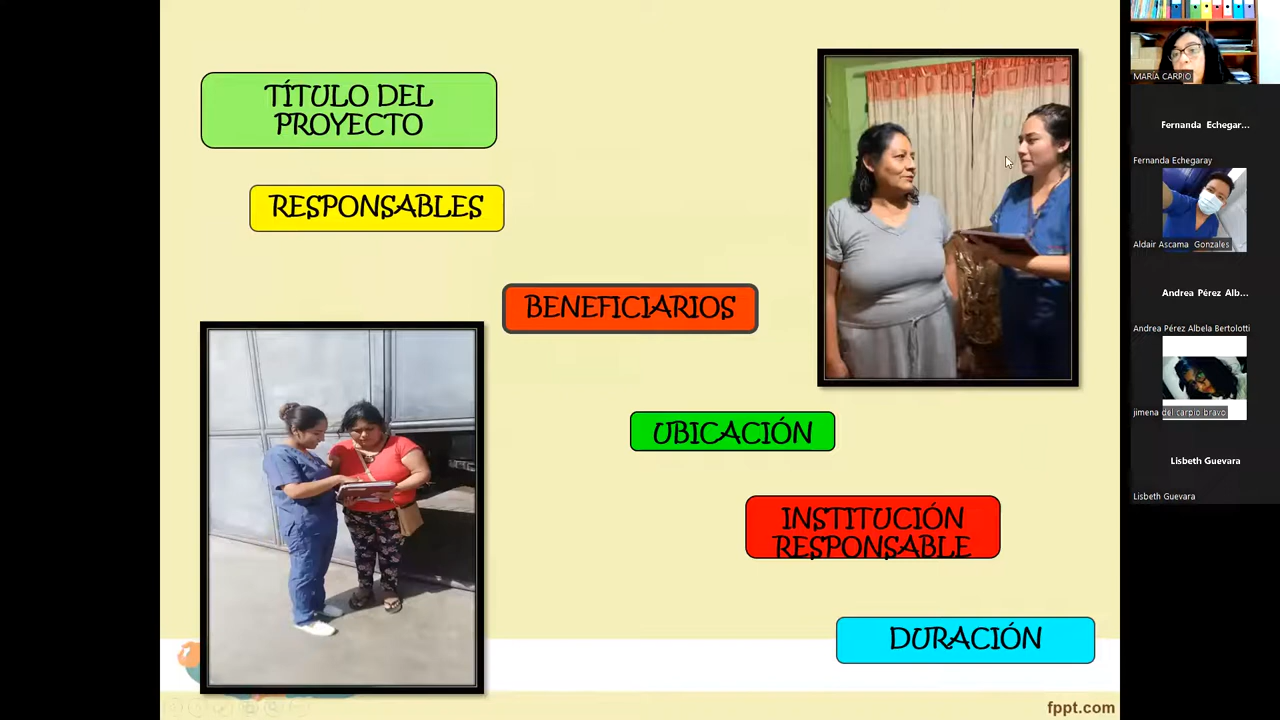 TÍTULO DEL
PROYECTO
RESPONSABLES
BENEFICIARIOS
UBICACIÓN
INSTITUCIÓN
RESPONSABLE
DURACIÓN
fppt.com
MARÍA CARPIO
Fernanda Echegar...
Fernanda Echegaray
Aldair Ascama Gonzales
Andrea Pérez Alb...
Andrea Pérez Albela Bertolotti
jimena del carpio bravo
Lisbeth Guevara
Lisbeth Guevara